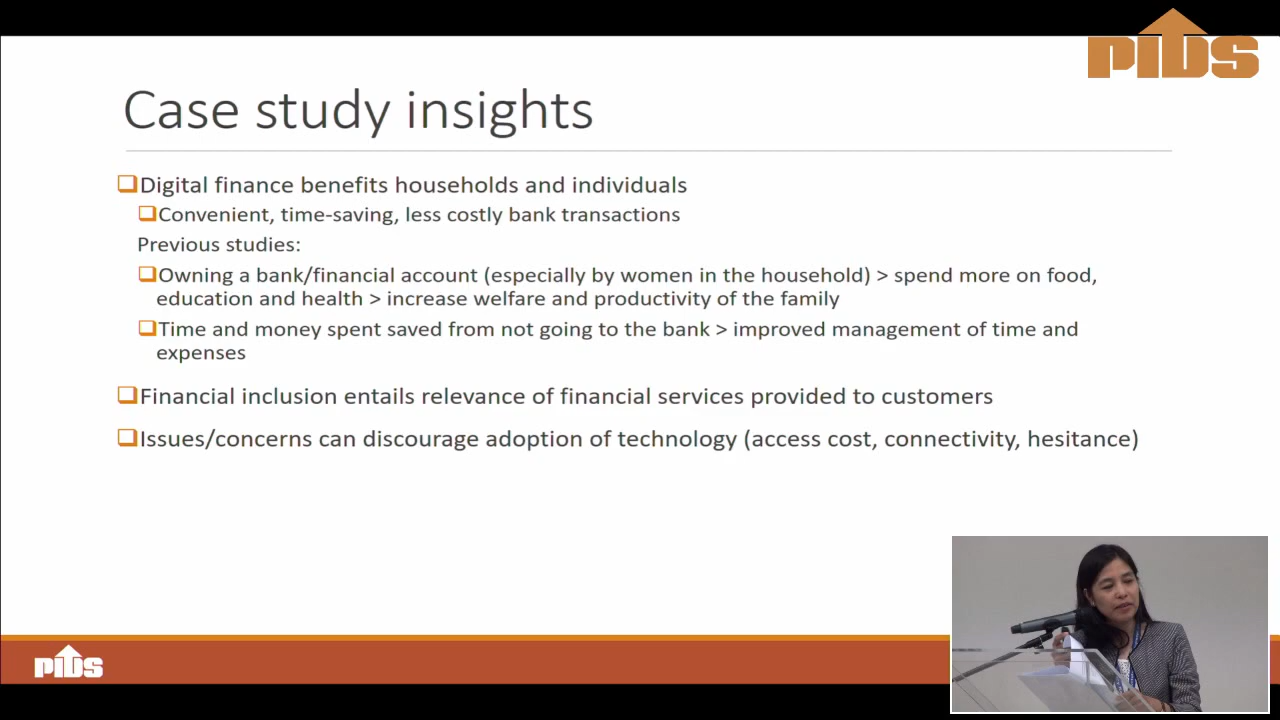 PIDS
Case study insights
Digital finance benefits households and individuals
Convenient, time-saving, less costly bank transactions
Previous studies:
Owning a bank/financial account (especially by women in the household) > spend more on food,
education and health > increase welfare and productivity of the family
Time and money spent saved from not going to the bank > improved management of time and
expenses
Financial inclusion entails relevance of financial services provided to customers
Issues/concerns can discourage adoption of technology (access cost, connectivity, hesitance)
PIDS